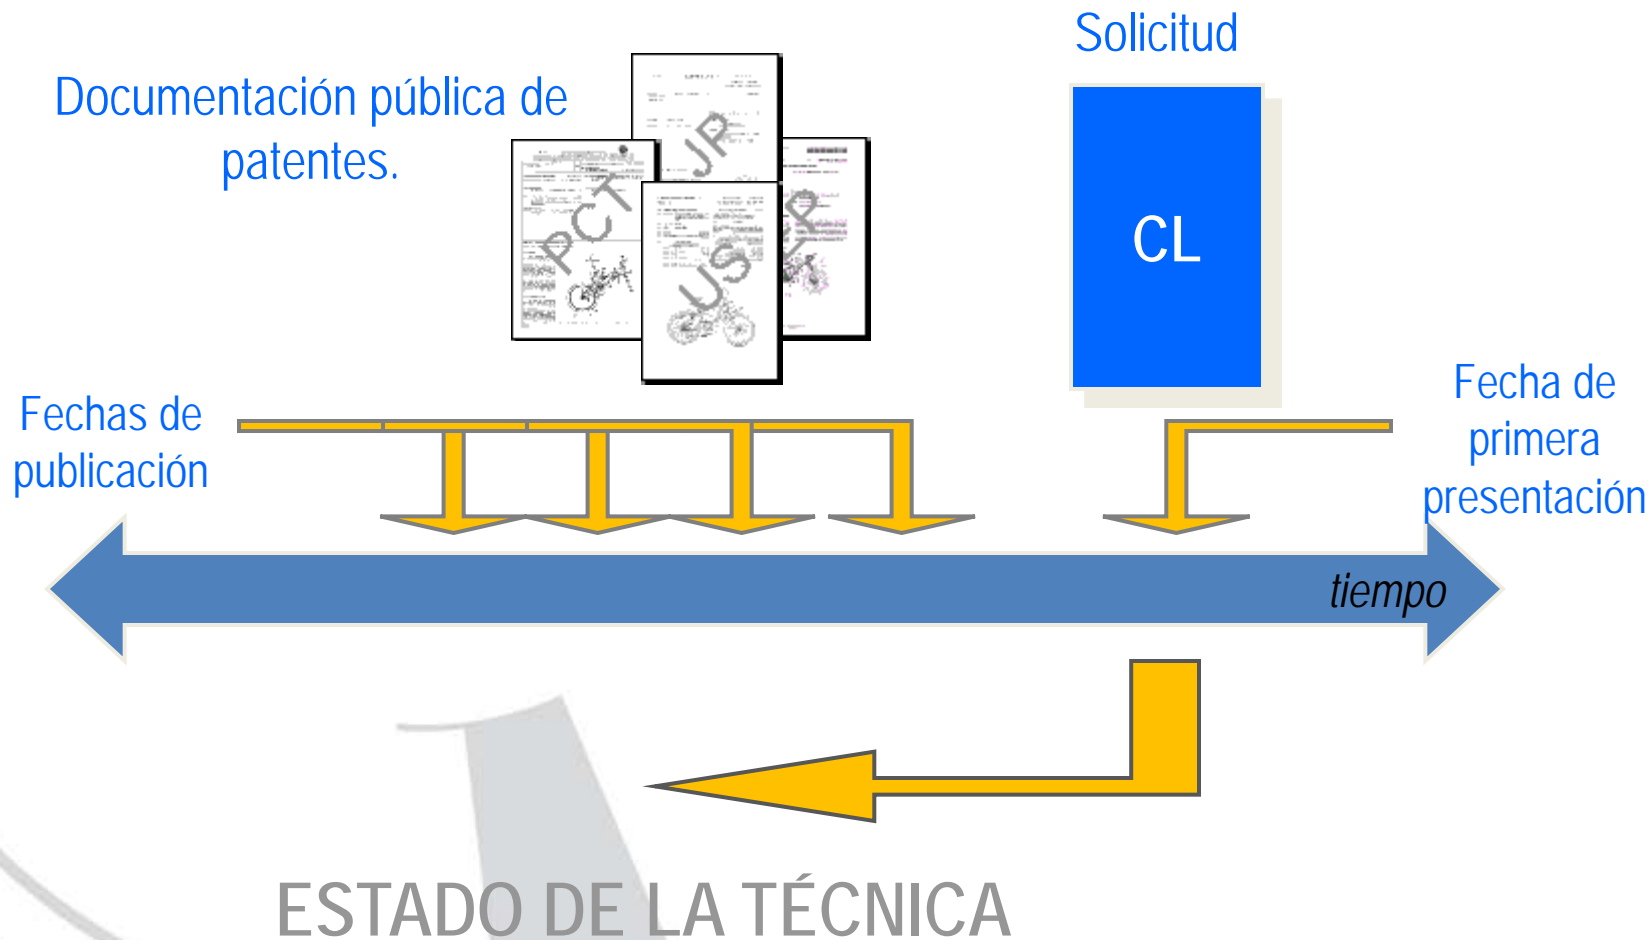 Solicitud
Documentación pública de
patentes.
JP
PCT
US
EP
CL
Fechas de
publicación
Fecha de
primera
presentación
tiempo
ESTADO DE LA TÉCNICA